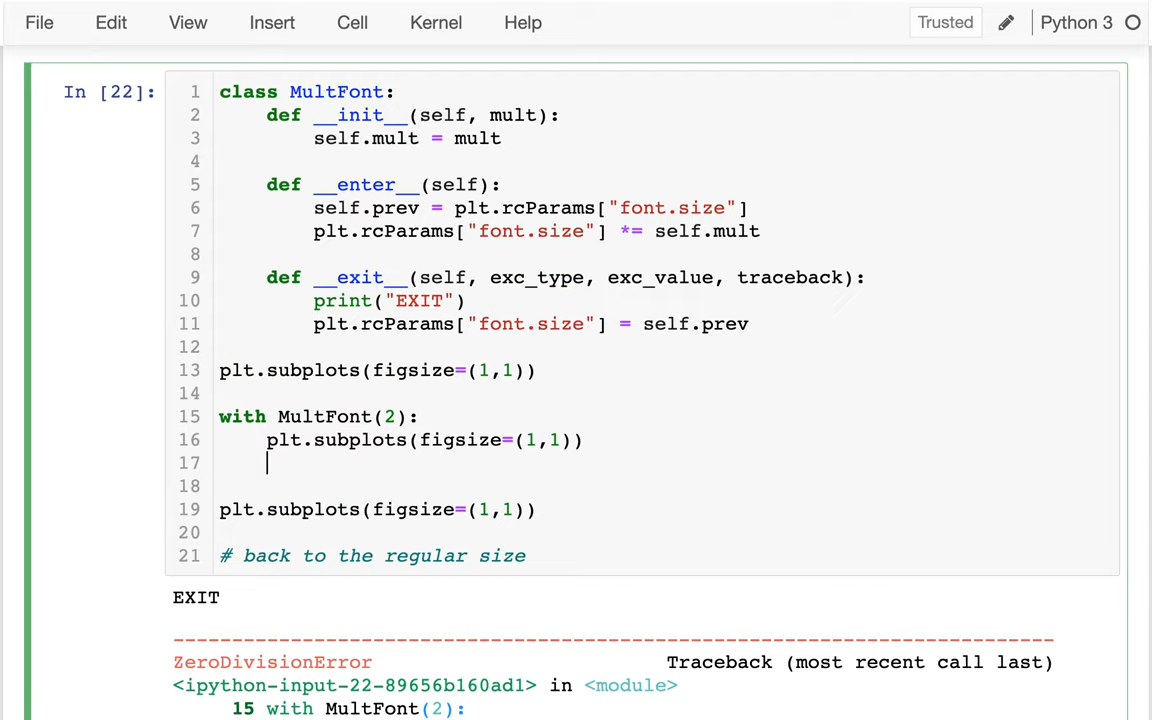 File Edit View Insert Cell Kernel Help Trusted Python 3
In [22]:
1 class MultFont:
2     def __init__(self, mult):
3         self.mult = mult
4
5     def __enter__(self):
6         self.prev = plt.rcParams["font.size"]
7         plt.rcParams["font.size"] *= self.mult
8
9     def __exit__(self, exc_type, exc_value, traceback):
10         print("EXIT")
11         plt.rcParams["font.size"] = self.prev
12
13 plt.subplots(figsize=(1,1))
14
15 with MultFont(2):
16     plt.subplots(figsize=(1,1))
17
18
19 plt.subplots(figsize=(1,1))
20
21 # back to the regular size
EXIT
---------------------------------------------------------------------------
ZeroDivisionError Traceback (most recent call last)
<ipython-input-22-89656b160ad1> in <module>
15 with MultFont(2):